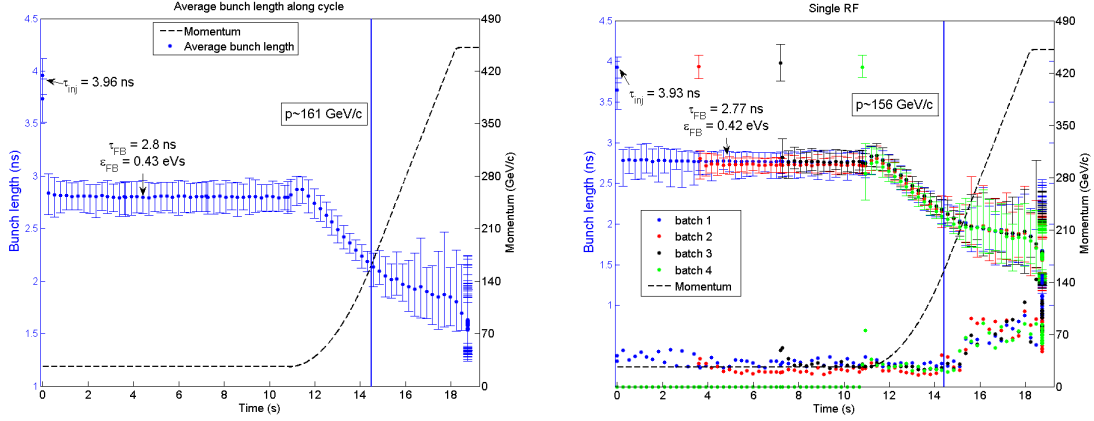 Average bunch length along cycle
4.5
4
3.5
3
2.5
2
1.5
1
Bunch length (ns)
0 2 4 6 8 10 12 14 16 18
Time (s)
490
420
350
280
210
140
70
0
Momentum (GeV/c)
Momentum
Average bunch length
τinj = 3.96 ns
p~161 GeV/c
τFB = 2.8 ns
εFB = 0.43 eVs
Single RF
4.5
4
3.5
3
2.5
2
1.5
1
Bunch length (ns)
0 2 4 6 8 10 12 14 16 18
Time (s)
490
420
350
280
210
140
70
0
Momentum (GeV/c)
τinj = 3.93 ns
p~156 GeV/c
τFB = 2.77 ns
εFB = 0.42 eVs
batch 1
batch 2
batch 3
batch 4
Momentum